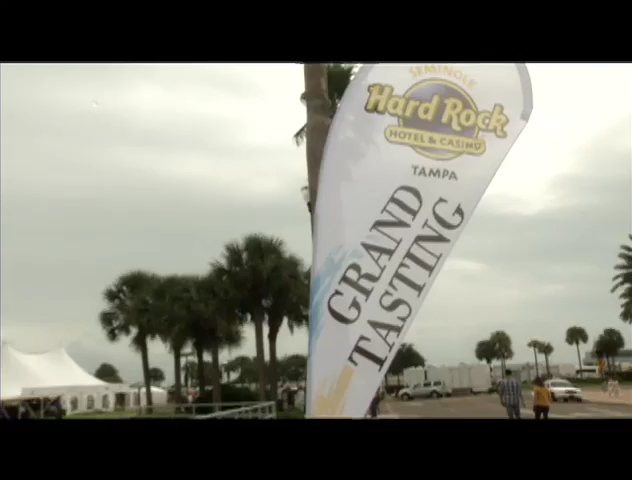 SEMINOLE
Hard Rock
HOTEL & CASINO
TAMPA
GRAND
TASTING